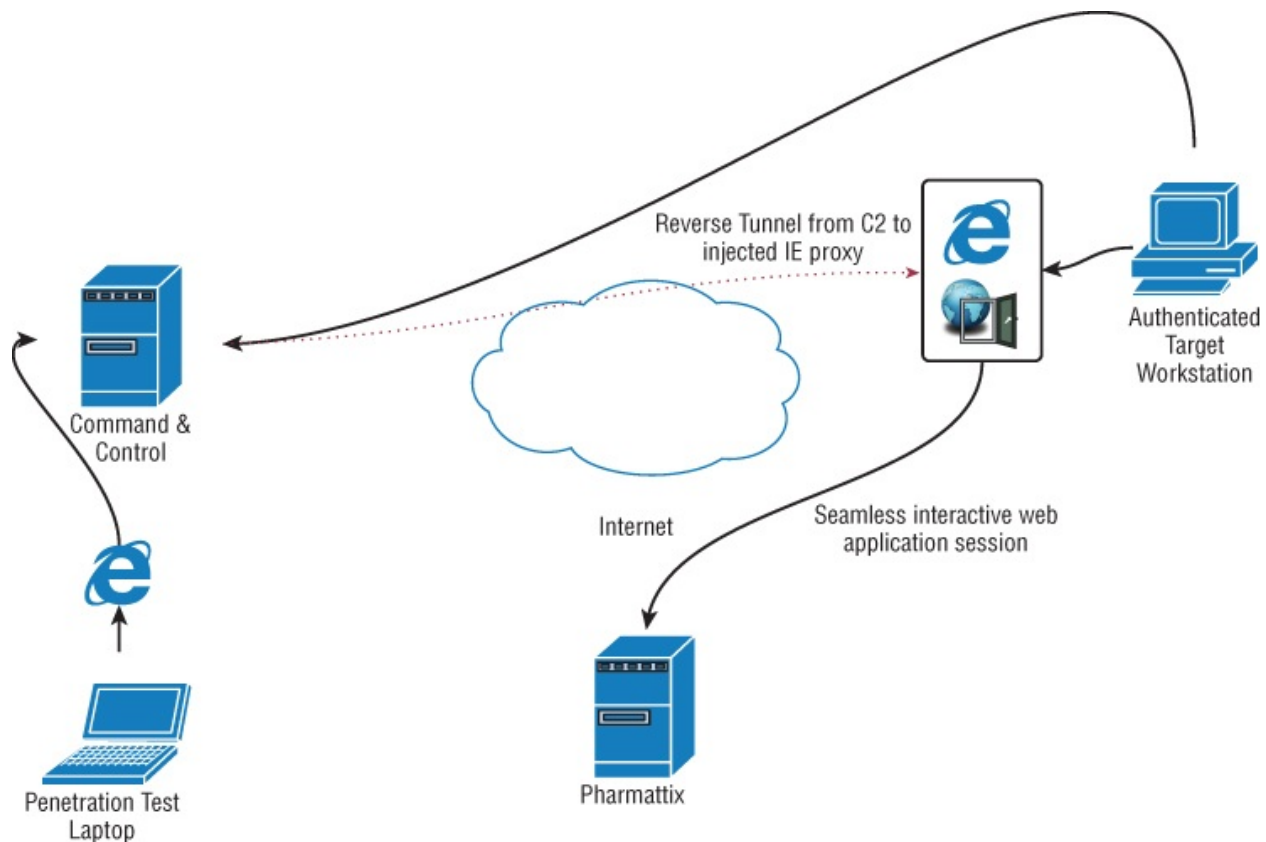 Reverse Tunnel from C2 to
injected IE proxy
Authenticated
Target
Workstation
Command &
Control
Internet
Seamless interactive web
application session
Pharmattix
Penetration Test
Laptop